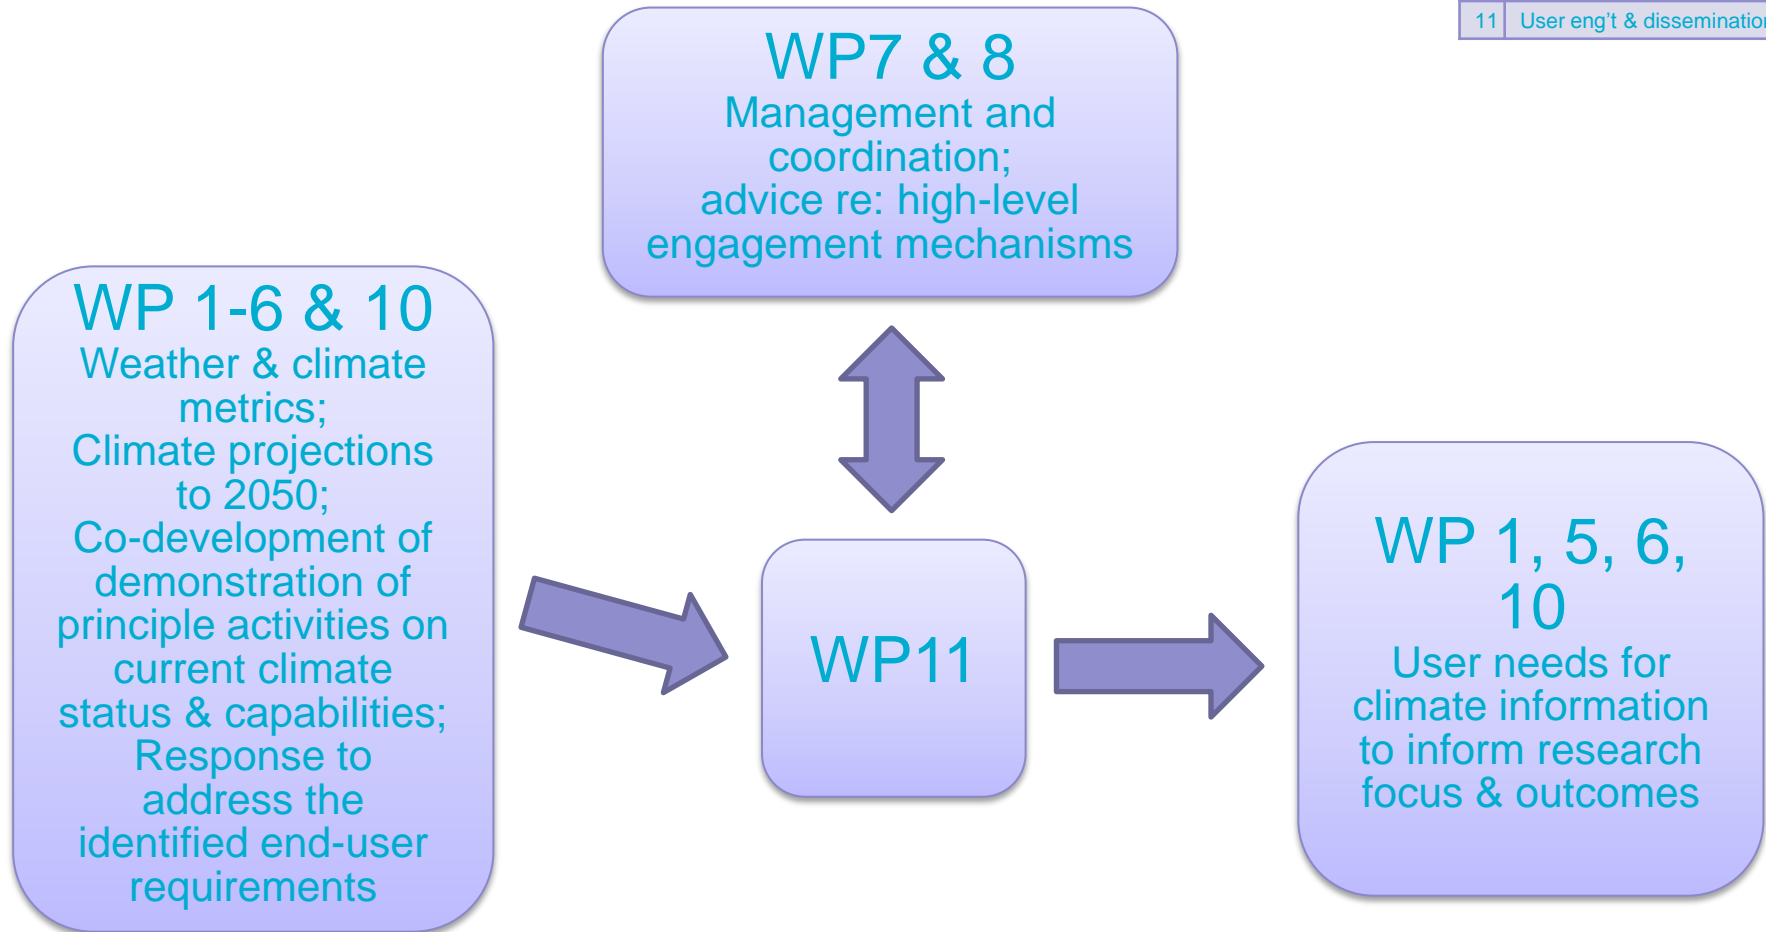 11 User eng’t & dissemination
WP7 & 8
Management and
coordination;
advice re: high-level
engagement mechanisms
WP 1-6 & 10
Weather & climate
metrics;
Climate projections
to 2050;
Co-development of
demonstration of
principle activities on
current climate
status & capabilities;
Response to
address the
identified end-user
requirements
WP11
WP 1, 5, 6,
10
User needs for
climate information
to inform research
focus & outcomes